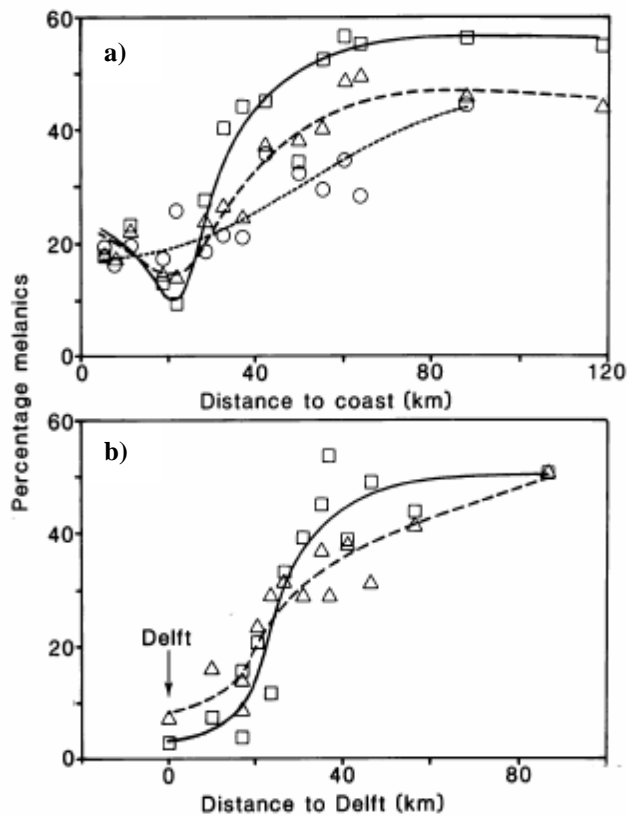 Percentage melanics
60
a)
40
20
0
0 40 80 120
Distance to coast (km)
60
b)
40
Delft
20
0
0 40 80
Distance to Delft (km)